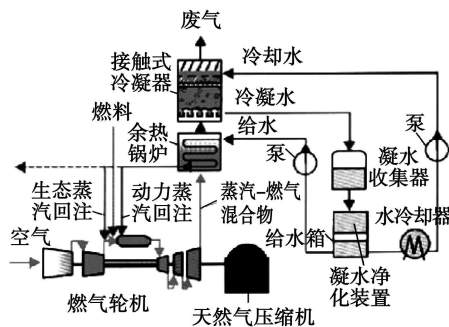 废气
接触式
冷凝器
冷却水
冷凝水
燃料
余热
锅炉
给水
泵
泵
凝水
收集器
生态蒸
汽回注
动力蒸
汽回注
蒸汽-燃气
混合物
水冷却器
给水箱
空气
凝水净
化装置
燃气轮机
天然气压缩机